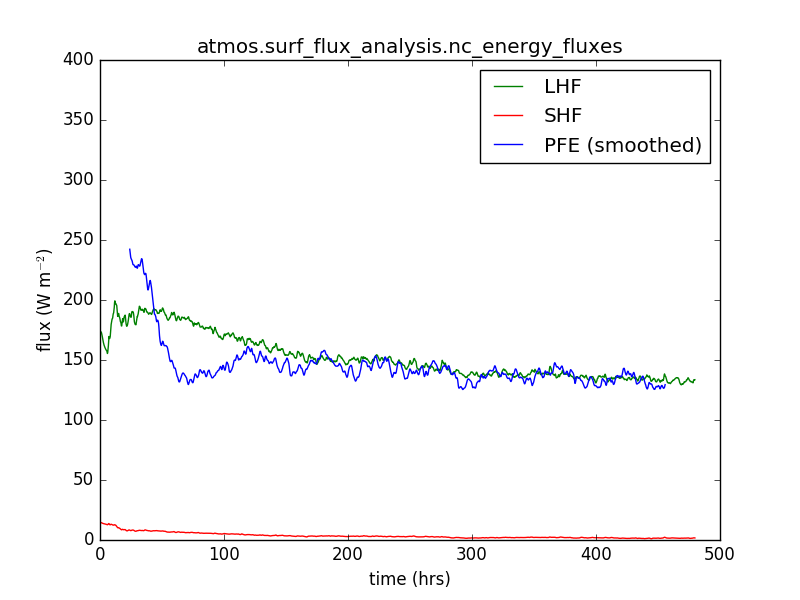 atmos.surf_flux_analysis.nc_energy_fluxes
400
350
300
250
200
150
100
50
0
flux (W m⁻²)
LHF
SHF
PFE (smoothed)
0 100 200 300 400 500
time (hrs)